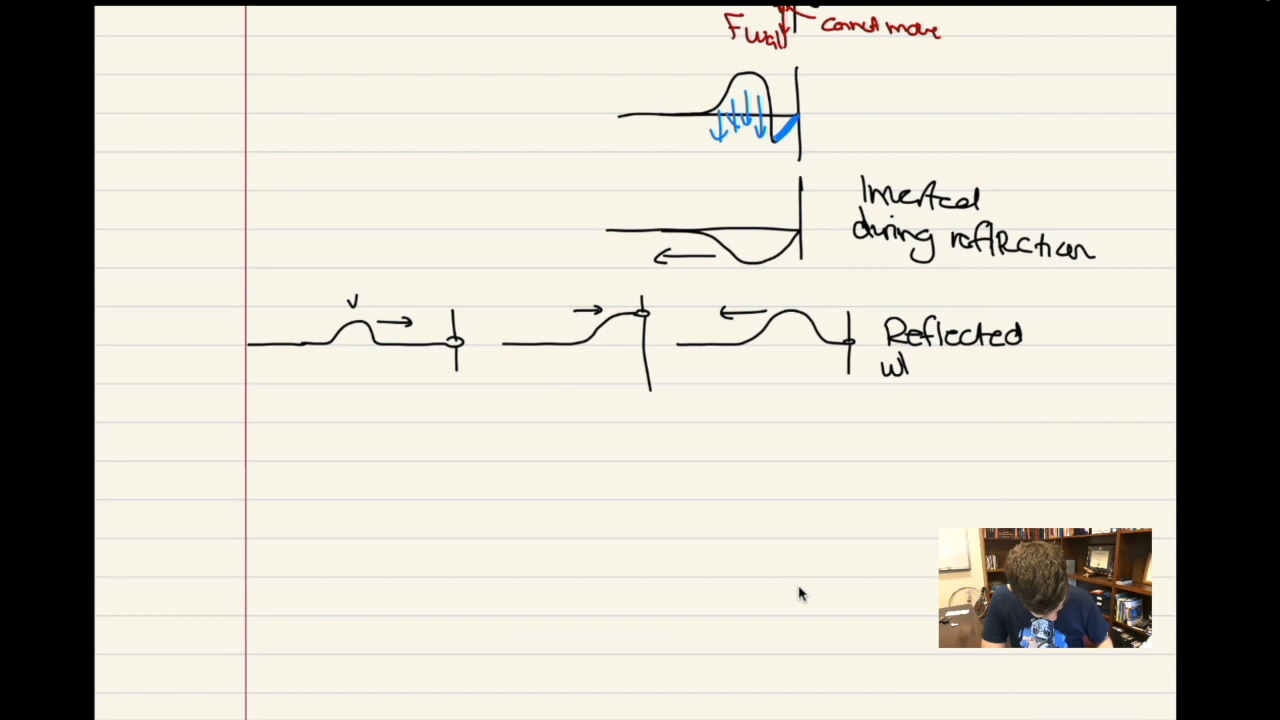 Fwall cannot move
Inverted
during reflection
v
Reflected
w/